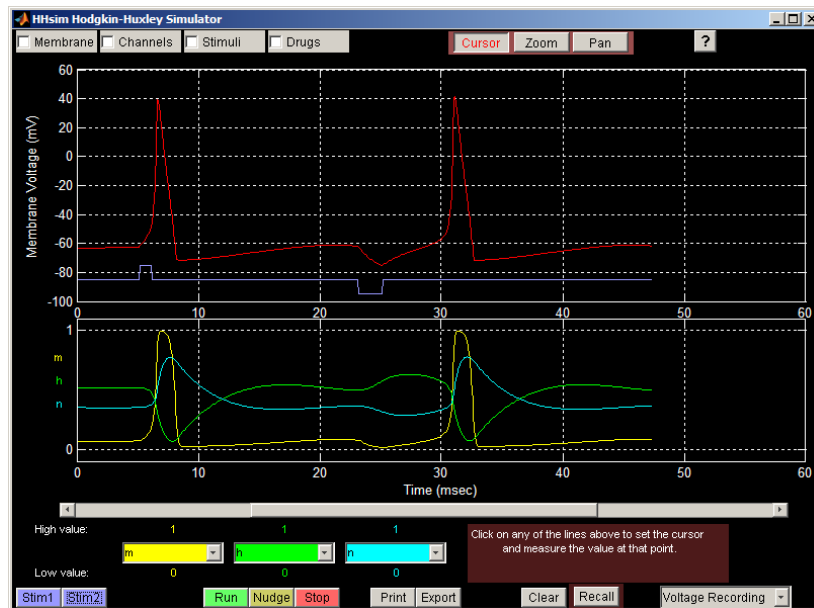 HHsim Hodgkin-Huxley Simulator
Membrane Channels Stimuli Drugs Cursor Zoom Pan ?
Membrane Voltage (mV)
60
40
20
0
-20
-40
-60
-80
-100
0 10 20 30 40 50 60
1
m
h
n
0
0 10 20 30 40 50 60
Time (msec)
High value: 1 1 1
m h n
Low value: 0 0 0
Click on any of the lines above to set the cursor
and measure the value at that point.
Stim1 Stim2 Run Nudge Stop Print Export Clear Recall Voltage Recording